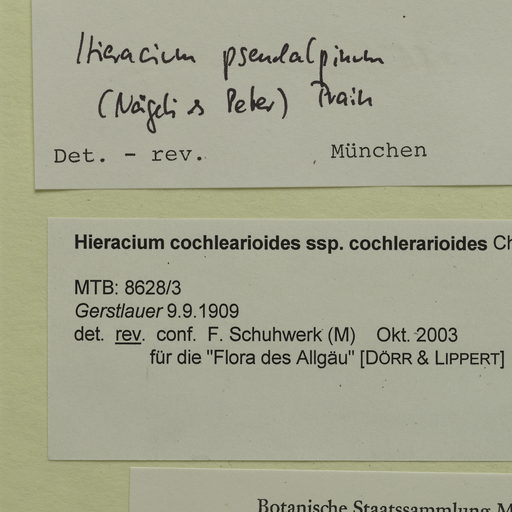 Hieracium pseudalpinum
(Nägeli & Peter) Prain
Det. - rev. München
Hieracium cochlearioides ssp. cochlerarioides Ch
MTB: 8628/3
Gerstlauer 9.9.1909
det. rev. conf. F. Schuhwerk (M) Okt. 2003
für die "Flora des Allgäu" [DÖRR & LIPPERT]
Botanische Staatssammlung M